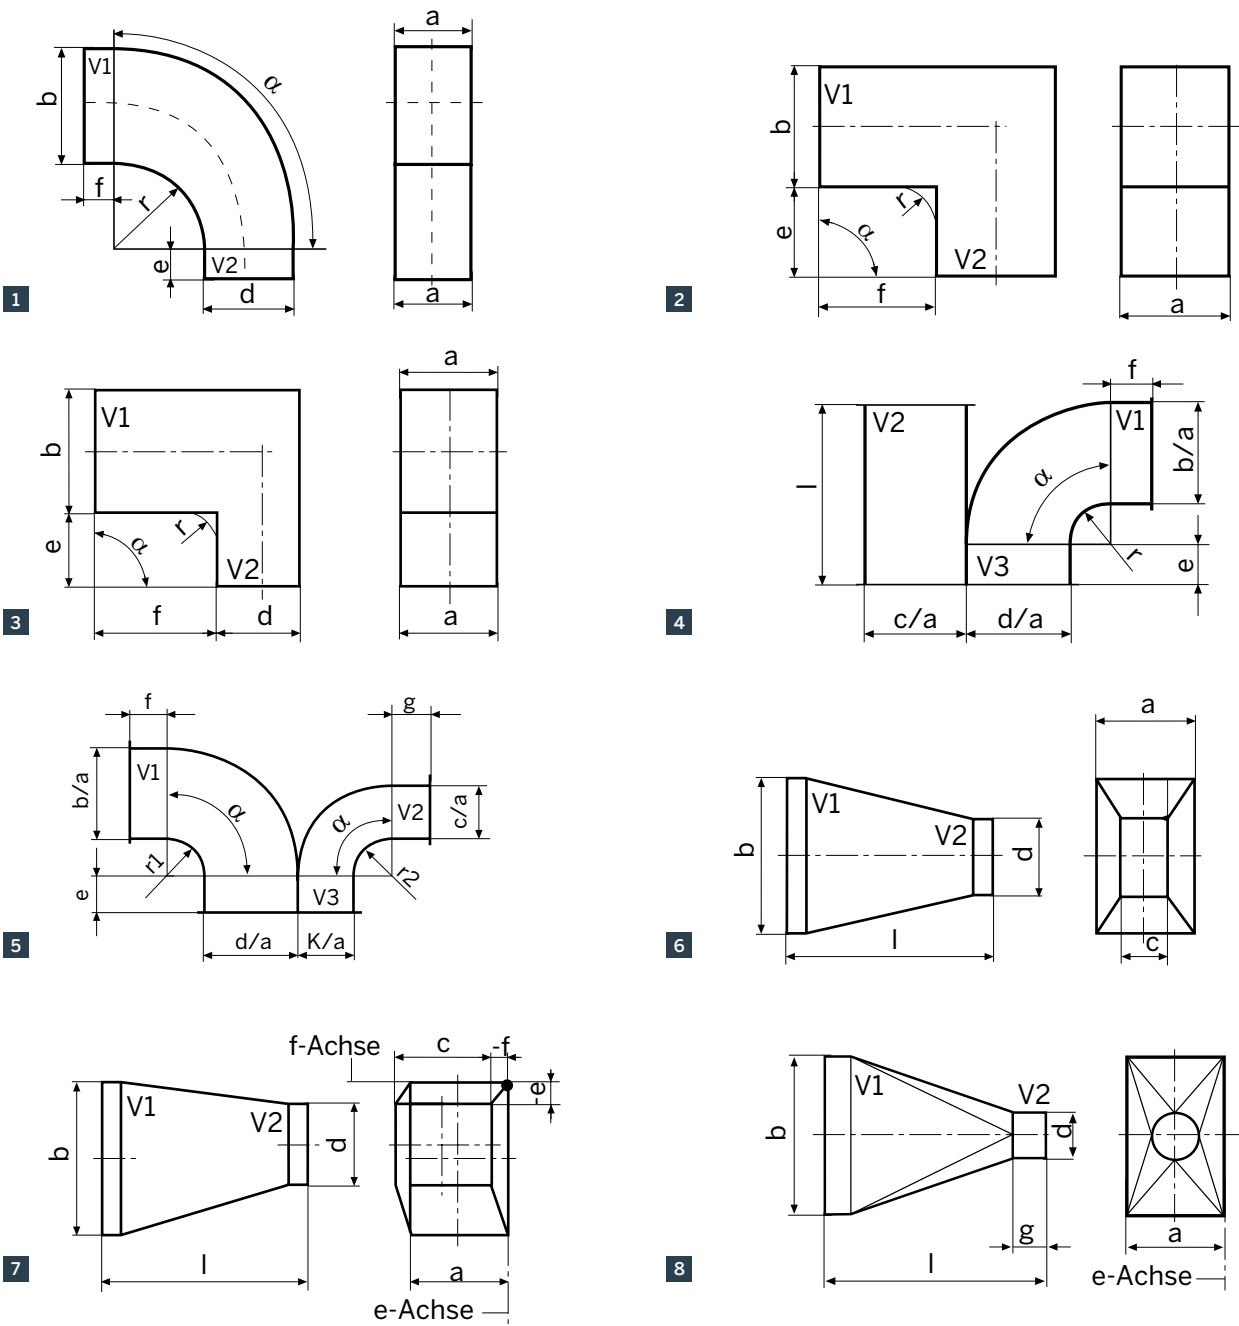 a
V1
b
α
f
r
e
V2
d
a
1
V1
b
r
e
α
V2
f
a
2
a
V1
b
r
e
α
V2
f
d
a
3
f
V2
V1
l
b/a
α
V3
r
e
c/a
d/a
4
f
g
V1
b/a
α
α
V2
c/a
r1
r2
e
V3
d/a
K/a
5
a
V1
V2
b
d
l
c
6
f-Achse
c
-f
-e
V1
V2
b
d
l
a
e-Achse
7
V1
V2
b
d
g
a
l
e-Achse
8